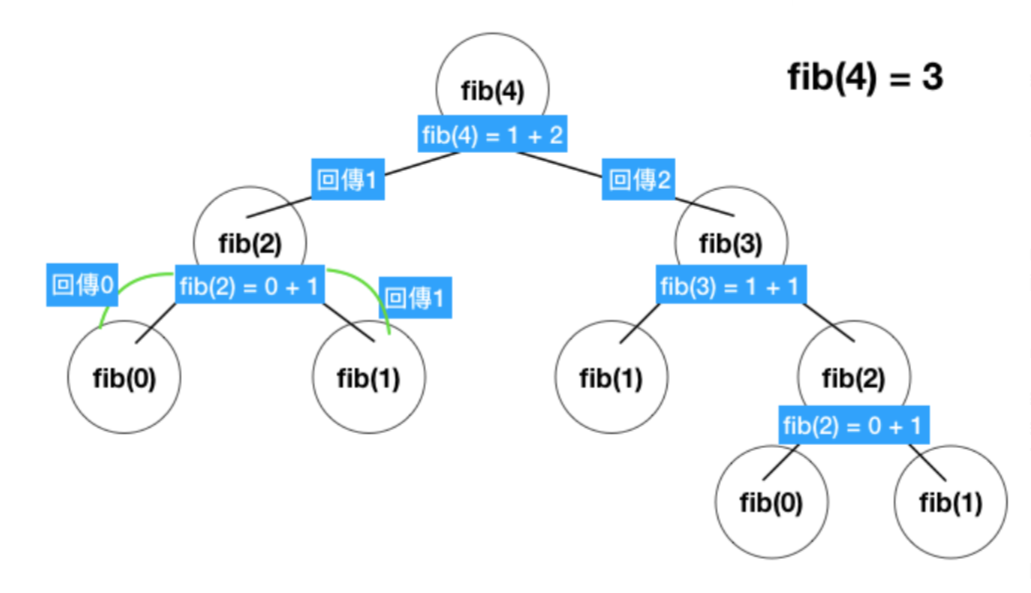 fib(4)
fib(4) = 3
fib(4) = 1 + 2
回傳1
回傳2
fib(2)
fib(3)
回傳0
fib(2) = 0 + 1
回傳1
fib(3) = 1 + 1
fib(0)
fib(1)
fib(1)
fib(2)
fib(2) = 0 + 1
fib(0)
fib(1)